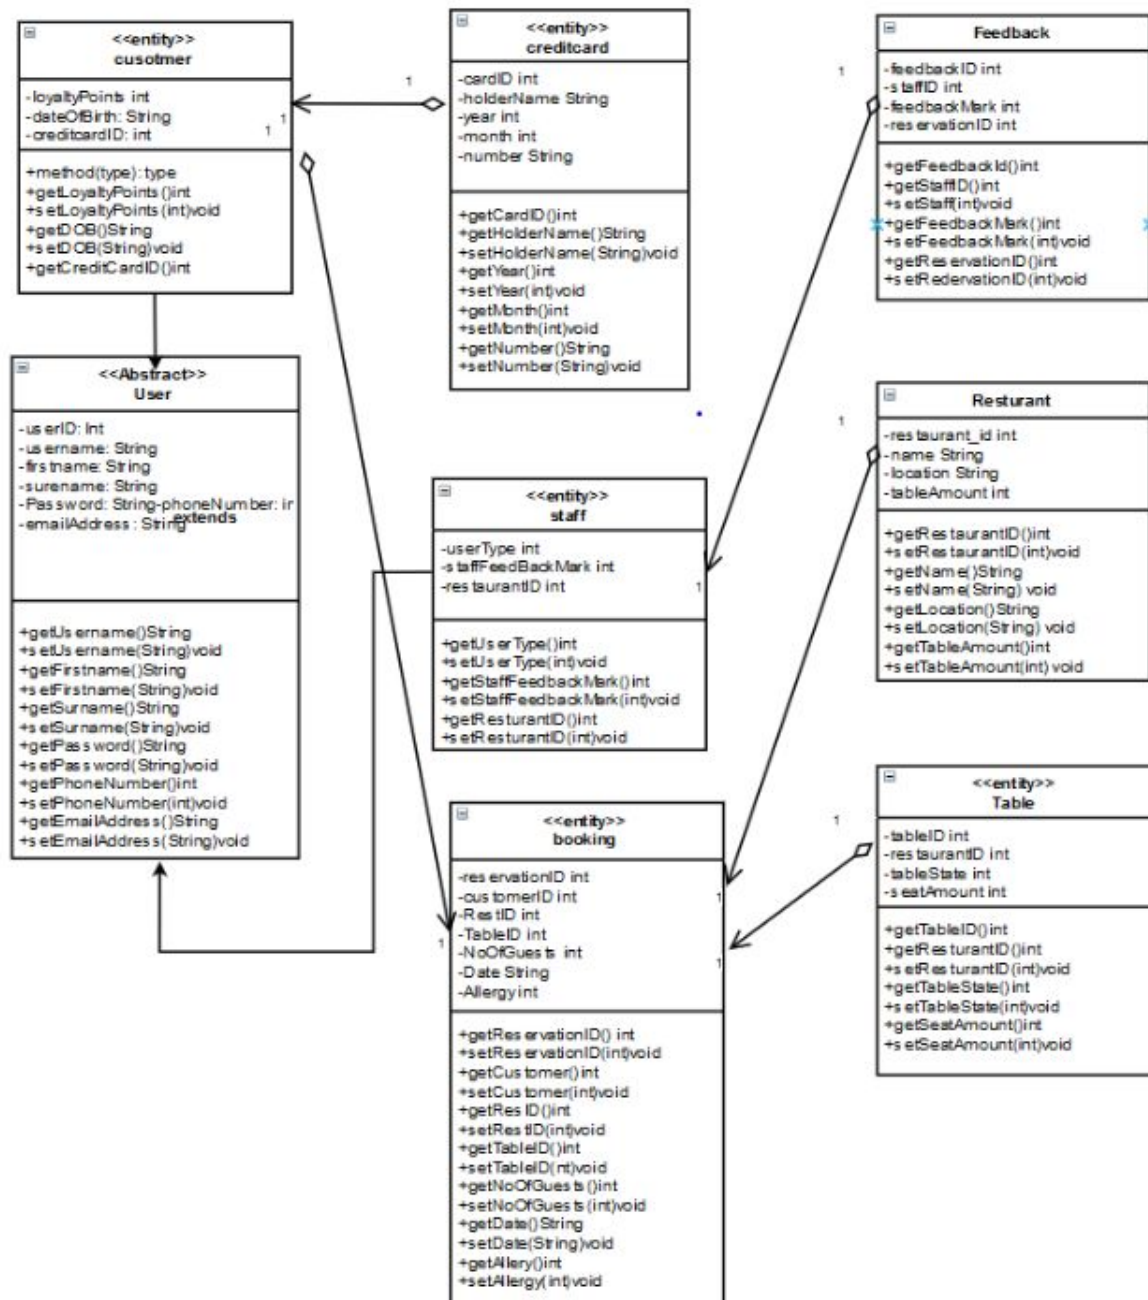 <<entity>>
cusotmer
-loyaltyPoints int
-dateOfBirth: String
-creditcardID: int
+method(type): type
+getLoyaltyPoints()int
+setLoyaltyPoints(int)void
+getDOB()String
+setDOB(String)void
+getCreditCardID()int
1
1
1
<<entity>>
creditcard
-cardID int
-holderName String
-year int
-month int
-number String
+getCardID()int
+getHolderName()String
+setHolderName(String)void
+getYear()int
+setYear(int)void
+getMonth()int
+setMonth(int)void
+getNumber()String
+setNumber(String)void
1
Feedback
-feedbackID int
-staffID int
-feedbackMark int
-reservationID int
+getFeedbackId()int
+getStaffID()int
+setStaff(int)void
+getFeedbackMark()int
+setFeedbackMark(int)void
+getReservationID()int
+setRedervationID(int)void
<<Abstract>>
User
-userID: Int
-username: String
-firstname: String
-surename: String
-Password: String-phoneNumber: ir
-emailAddress : String
extends
+getUsername()String
+setUsername(String)void
+getFirstname()String
+setFirstname(String)void
+getSurname()String
+setSurname(String)void
+getPassword()String
+setPassword(String)void
+getPhoneNumber()int
+setPhoneNumber(int)void
+getEmailAddress()String
+setEmailAddress(String)void
<<entity>>
staff
-userType int
-staffFeedBackMark int
-restaurantID int
1
+getUserType()int
+setUserType(int)void
+getStaffFeedbackMark()int
+setStaffFeedbackMark(int)void
+getResturantID()int
+setResturantID(int)void
1
Resturant
-restaurant_id int
-name String
-location String
-tableAmount int
+getRestaurantID()int
+setRestaurantID(int)void
+getName()String
+setName(String) void
+getLocation()String
+setLocation(String) void
+getTableAmount()int
+setTableAmount(int) void
<<entity>>
booking
-reservationID int
-customerID int
-RestID int
-TableID int
-NoOfGuests int
-Date String
-Allergy int
1
1
1
+getReservationID() int
+setReservationID(int)void
+getCustomer()int
+setCustomer(int)void
+getResID()int
+setRestID(int)void
+getTableID()int
+setTableID(nt)void
+getNoOfGuests()int
+setNoOfGuests(int)void
+getDate()String
+setDate(String)void
+getAllery()int
+setAllergy(int)void
1
<<entity>>
Table
-tableID int
-restaurantID int
-tableState int
-seatAmount int
+getTableID()int
+getResturantID()int
+setResturantID(int)void
+getTableState()int
+setTableState(int)void
+getSeatAmount()int
+setSeatAmount(int)void